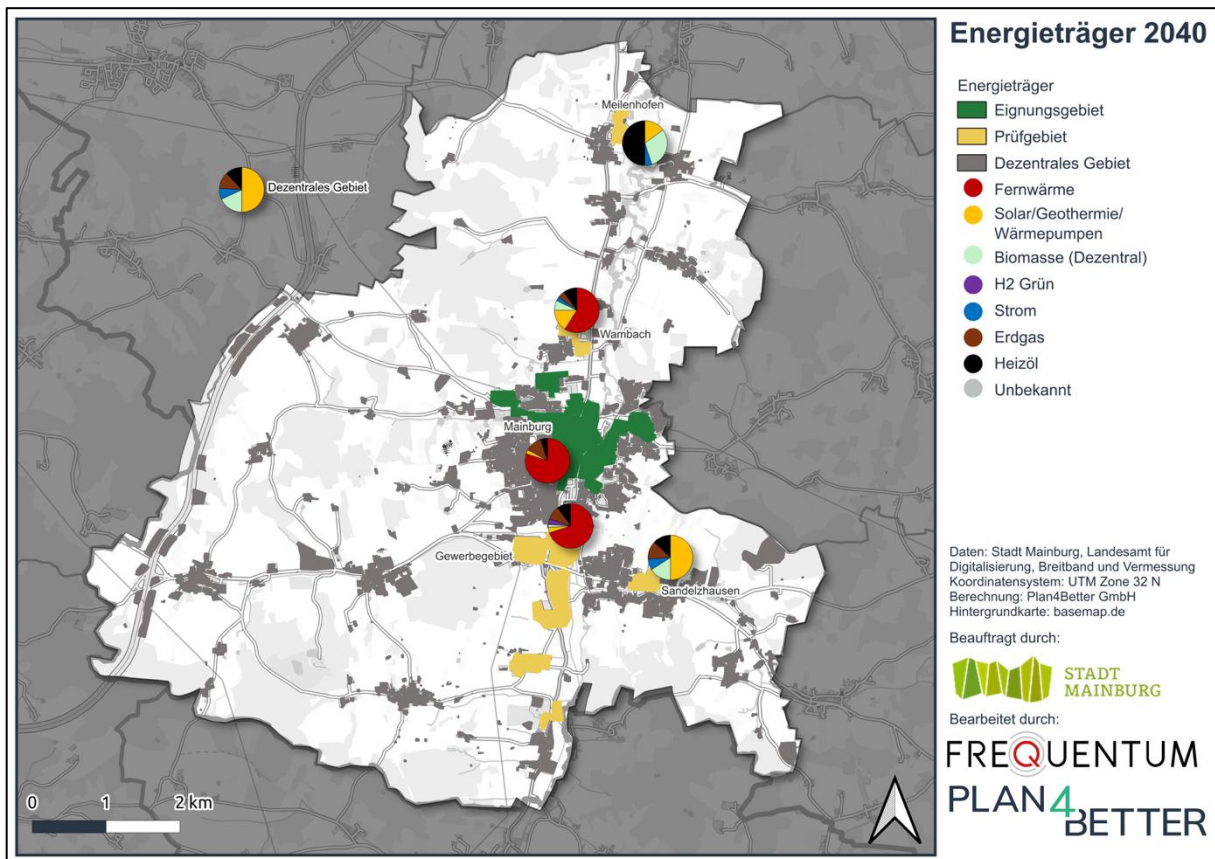 Energieträger 2040
Energieträger
Eignungsgebiet
Prüfgebiet
Dezentrales Gebiet
Fernwärme
Solar/Geothermie/
Wärmepumpen
Biomasse (Dezentral)
H2 Grün
Strom
Erdgas
Heizöl
Unbekannt
Meilenhofen
Dezentrales Gebiet
Wambach
Mainburg
Gewerbegebiet
Sandelzhausen
0 1 2 km
Daten: Stadt Mainburg, Landesamt für
Digitalisierung, Breitband und Vermessung
Koordinatensystem: UTM Zone 32 N
Berechnung: Plan4Better GmbH
Hintergrundkarte: basemap.de
Beauftragt durch:
STADT
MAINBURG
Bearbeitet durch:
FREQUENTUM
PLAN4
BETTER